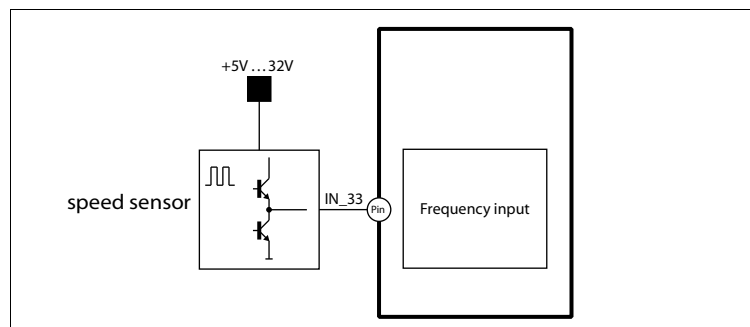 +5V ... 32V
speed sensor
IN_33
Pin
Frequency input